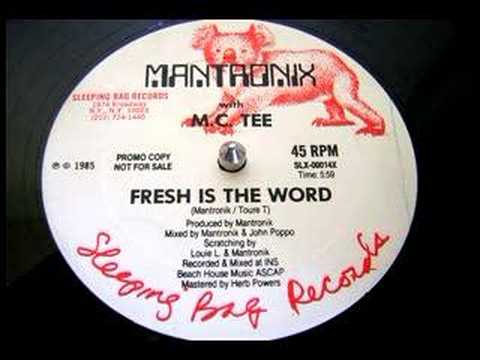 MANTRONIX
with
M.C. TEE
SLEEPING BAG RECORDS
1974 Broadway
N.Y., N.Y. 10023
(212) 724-1440
℗ © 1985
PROMO COPY
NOT FOR SALE
45 RPM
SLX-00014X
Time: 5:59
FRESH IS THE WORD
(Mantronik / Toure T)
Produced by Mantronik
Mixed by Mantronik & John Poppo
Scratching by
Louie L. & Mantronik
Recorded & Mixed at INS
Beach House Music ASCAP
Mastered by Herb Powers
Sleeping Bag Records